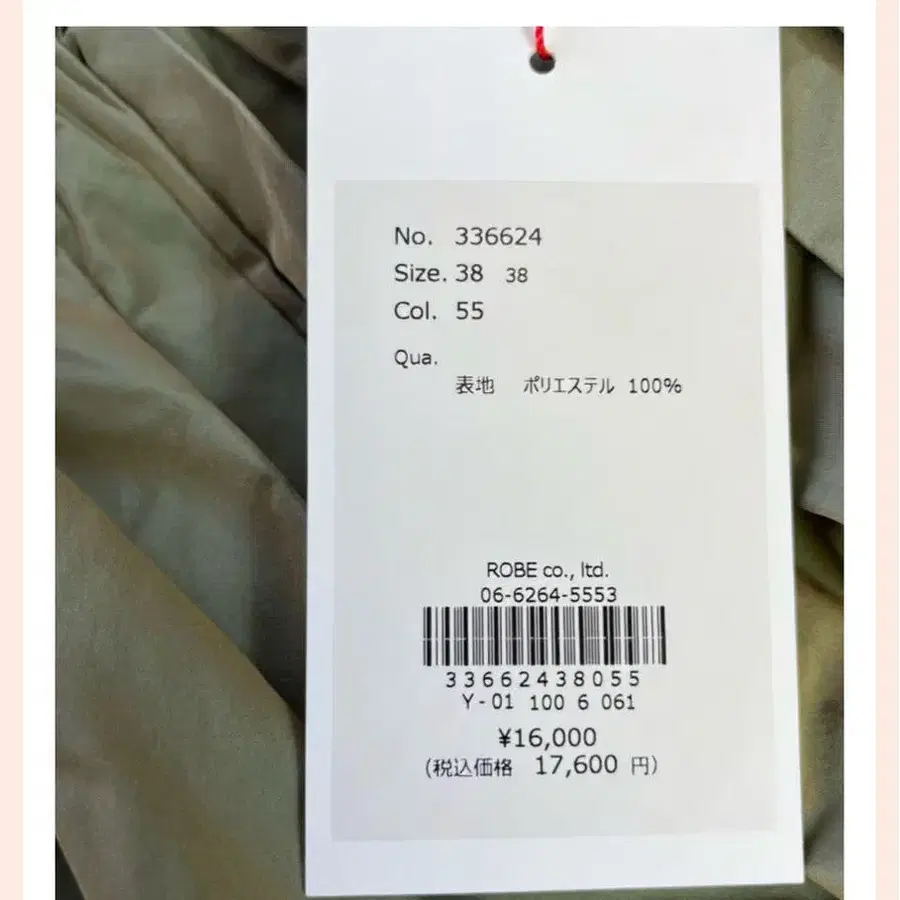 No. 336624
Size. 38 38
Col. 55
Qua.
表地 ポリエステル 100%
ROBE co., ltd.
06-6264-5553
33662438055
Y-01 100 6 061
¥16,000
(税込価格 17,600 円)